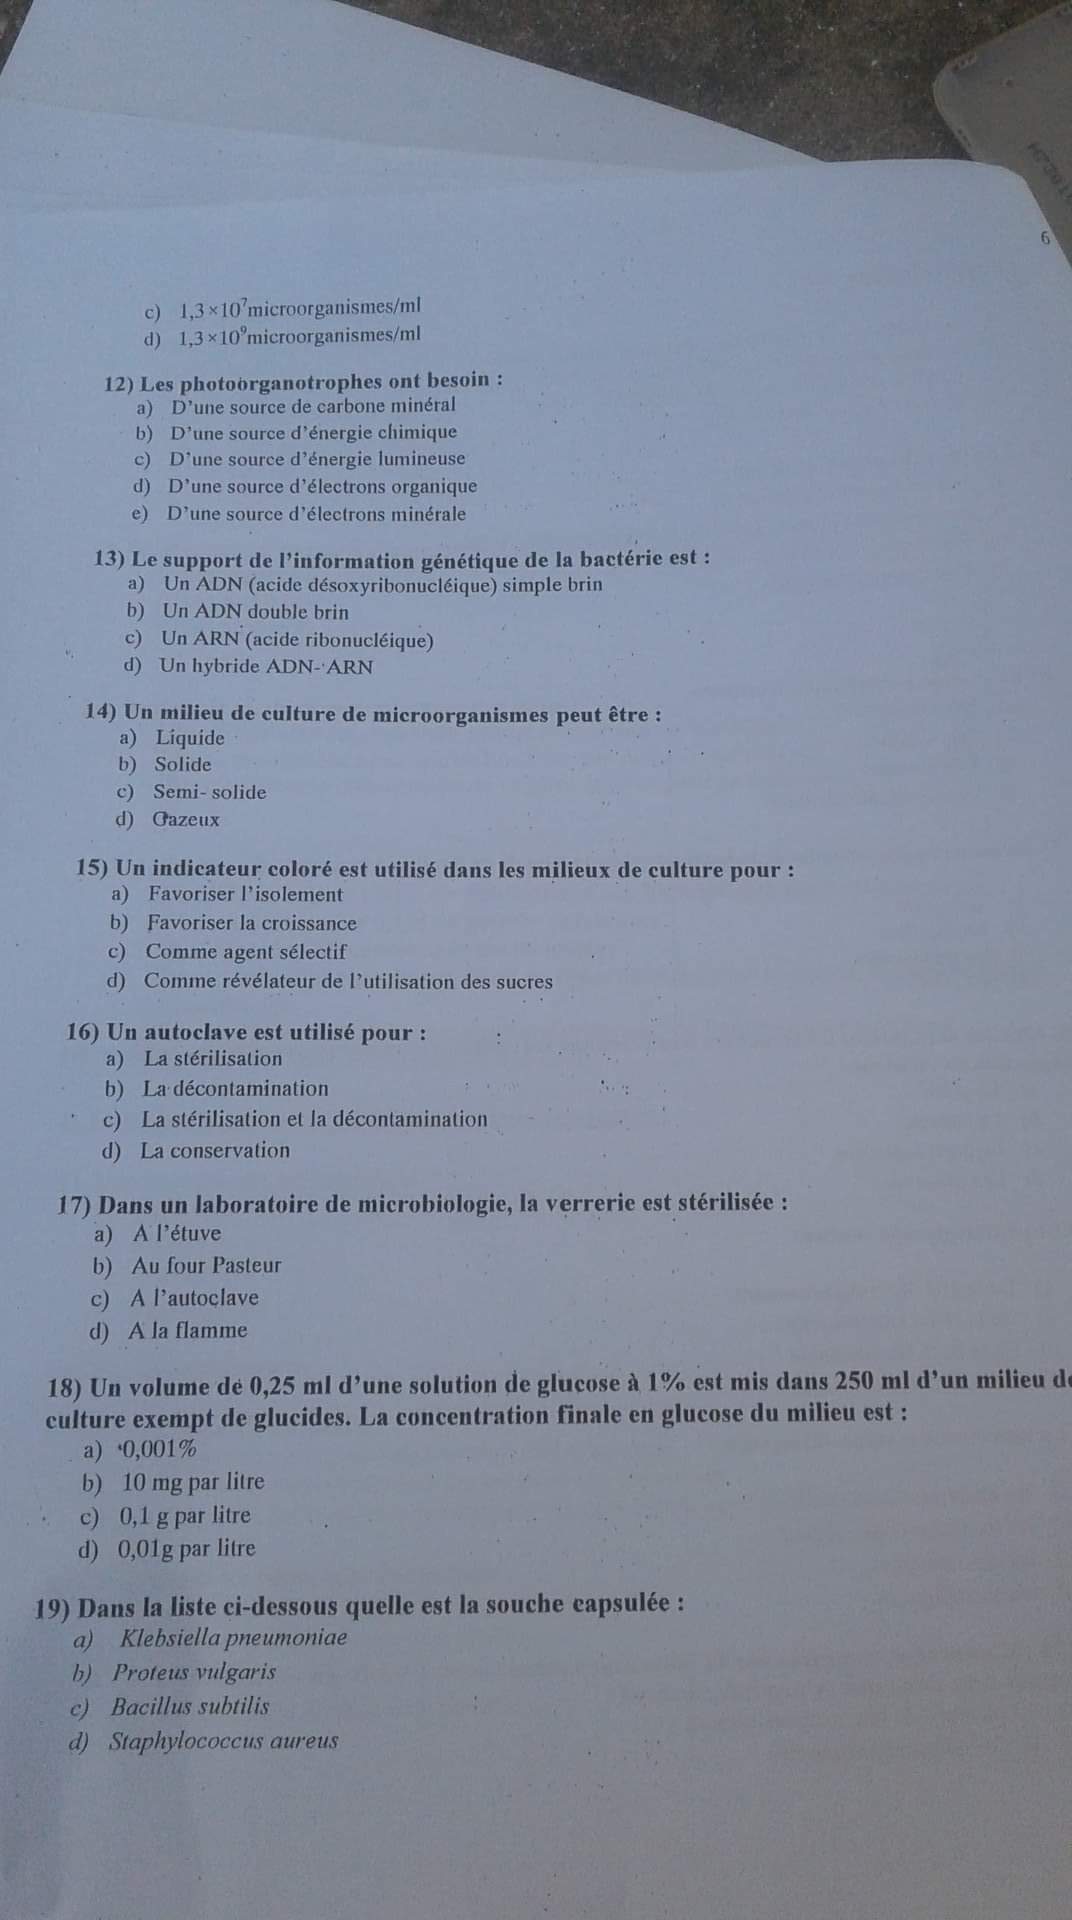 6
c) 1,3×10⁷microorganismes/ml
d) 1,3×10⁹microorganismes/ml
12) Les photoorganotrophes ont besoin :
a) D’une source de carbone minéral
b) D’une source d’énergie chimique
c) D’une source d’énergie lumineuse
d) D’une source d’électrons organique
e) D’une source d’électrons minérale
13) Le support de l’information génétique de la bactérie est :
a) Un ADN (acide désoxyribonucléique) simple brin
b) Un ADN double brin
c) Un ARN (acide ribonucléique)
d) Un hybride ADN- ARN
14) Un milieu de culture de microorganismes peut être :
a) Liquide
b) Solide
c) Semi- solide
d) Gazeux
15) Un indicateur coloré est utilisé dans les milieux de culture pour :
a) Favoriser l’isolement
b) Favoriser la croissance
c) Comme agent sélectif
d) Comme révélateur de l’utilisation des sucres
16) Un autoclave est utilisé pour :
a) La stérilisation
b) La décontamination
c) La stérilisation et la décontamination
d) La conservation
17) Dans un laboratoire de microbiologie, la verrerie est stérilisée :
a) A l’étuve
b) Au four Pasteur
c) A l’autoclave
d) A la flamme
18) Un volume de 0,25 ml d’une solution de glucose à 1% est mis dans 250 ml d’un milieu de
culture exempt de glucides. La concentration finale en glucose du milieu est :
a) 0,001%
b) 10 mg par litre
c) 0,1 g par litre
d) 0,01g par litre
19) Dans la liste ci-dessous quelle est la souche capsulée :
a) Klebsiella pneumoniae
b) Proteus vulgaris
c) Bacillus subtilis
d) Staphylococcus aureus